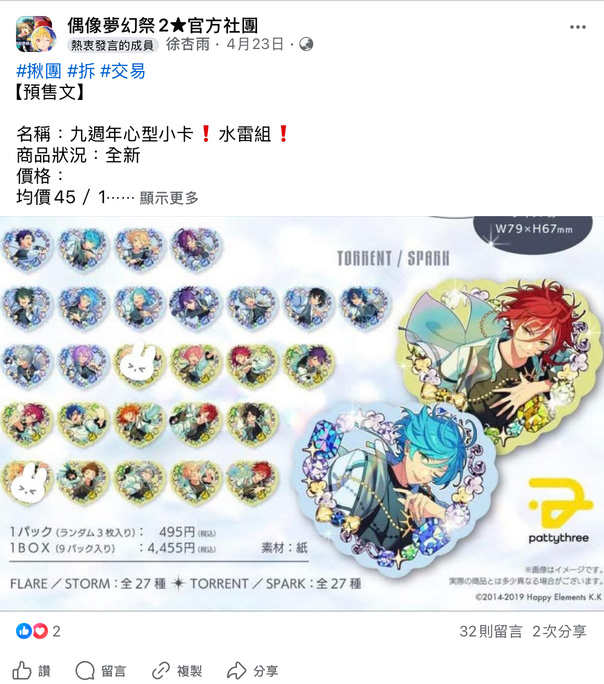 偶像夢幻祭2★官方社團
熱衷發言的成員 徐杏雨・4月23日・
#揪團 #拆 #交易
【預售文】
名稱：九週年心型小卡❗水雷組❗
商品狀況：全新
價格：
均價45 / 1…… 顯示更多
W79×H67mm
TORRENT / SPARK
pattythree
1パック（ランダム3枚入り）： 495円（税込）
1BOX（9パック入り） ：4,455円（税込） 素材：紙
FLARE／STORM：全27種 ✦ TORRENT／SPARK：全27種
※画像はイメージです。
実際の商品とは多少異なる場合がございます。
©2014-2019 Happy Elements K.K
2 32則留言 2次分享
讚 留言 複製 分享